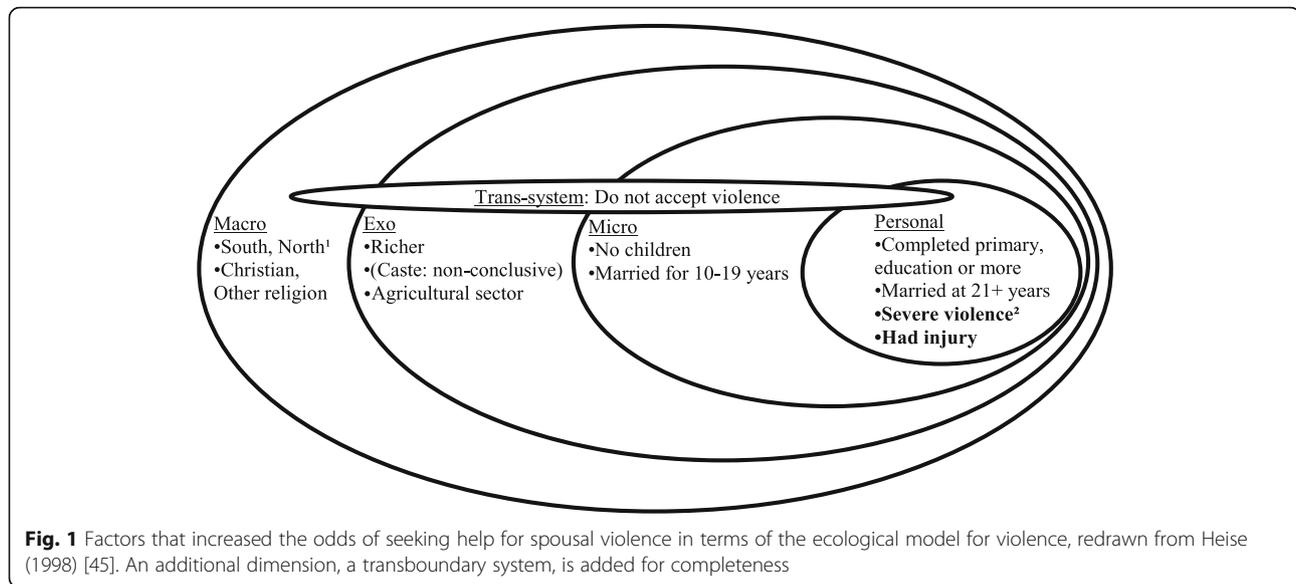 Trans-system: Do not accept violence
Macro
•South, North¹
•Christian,
Other religion
Exo
•Richer
•(Caste: non-conclusive)
•Agricultural sector
Micro
•No children
•Married for 10-19 years
Personal
•Completed primary,
education or more
•Married at 21+ years
•Severe violence²
•Had injury
Fig. 1 Factors that increased the odds of seeking help for spousal violence in terms of the ecological model for violence, redrawn from Heise
(1998) [45]. An additional dimension, a transboundary system, is added for completeness